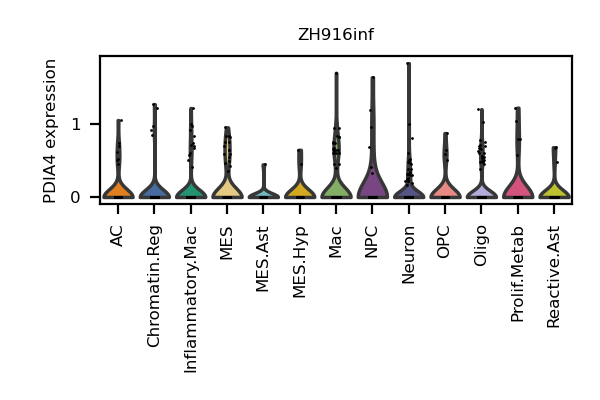 ZH916inf
PDIA4 expression
1
0
AC
Chromatin.Reg
Inflammatory.Mac
MES
MES.Ast
MES.Hyp
Mac
NPC
Neuron
OPC
Oligo
Prolif.Metab
Reactive.Ast